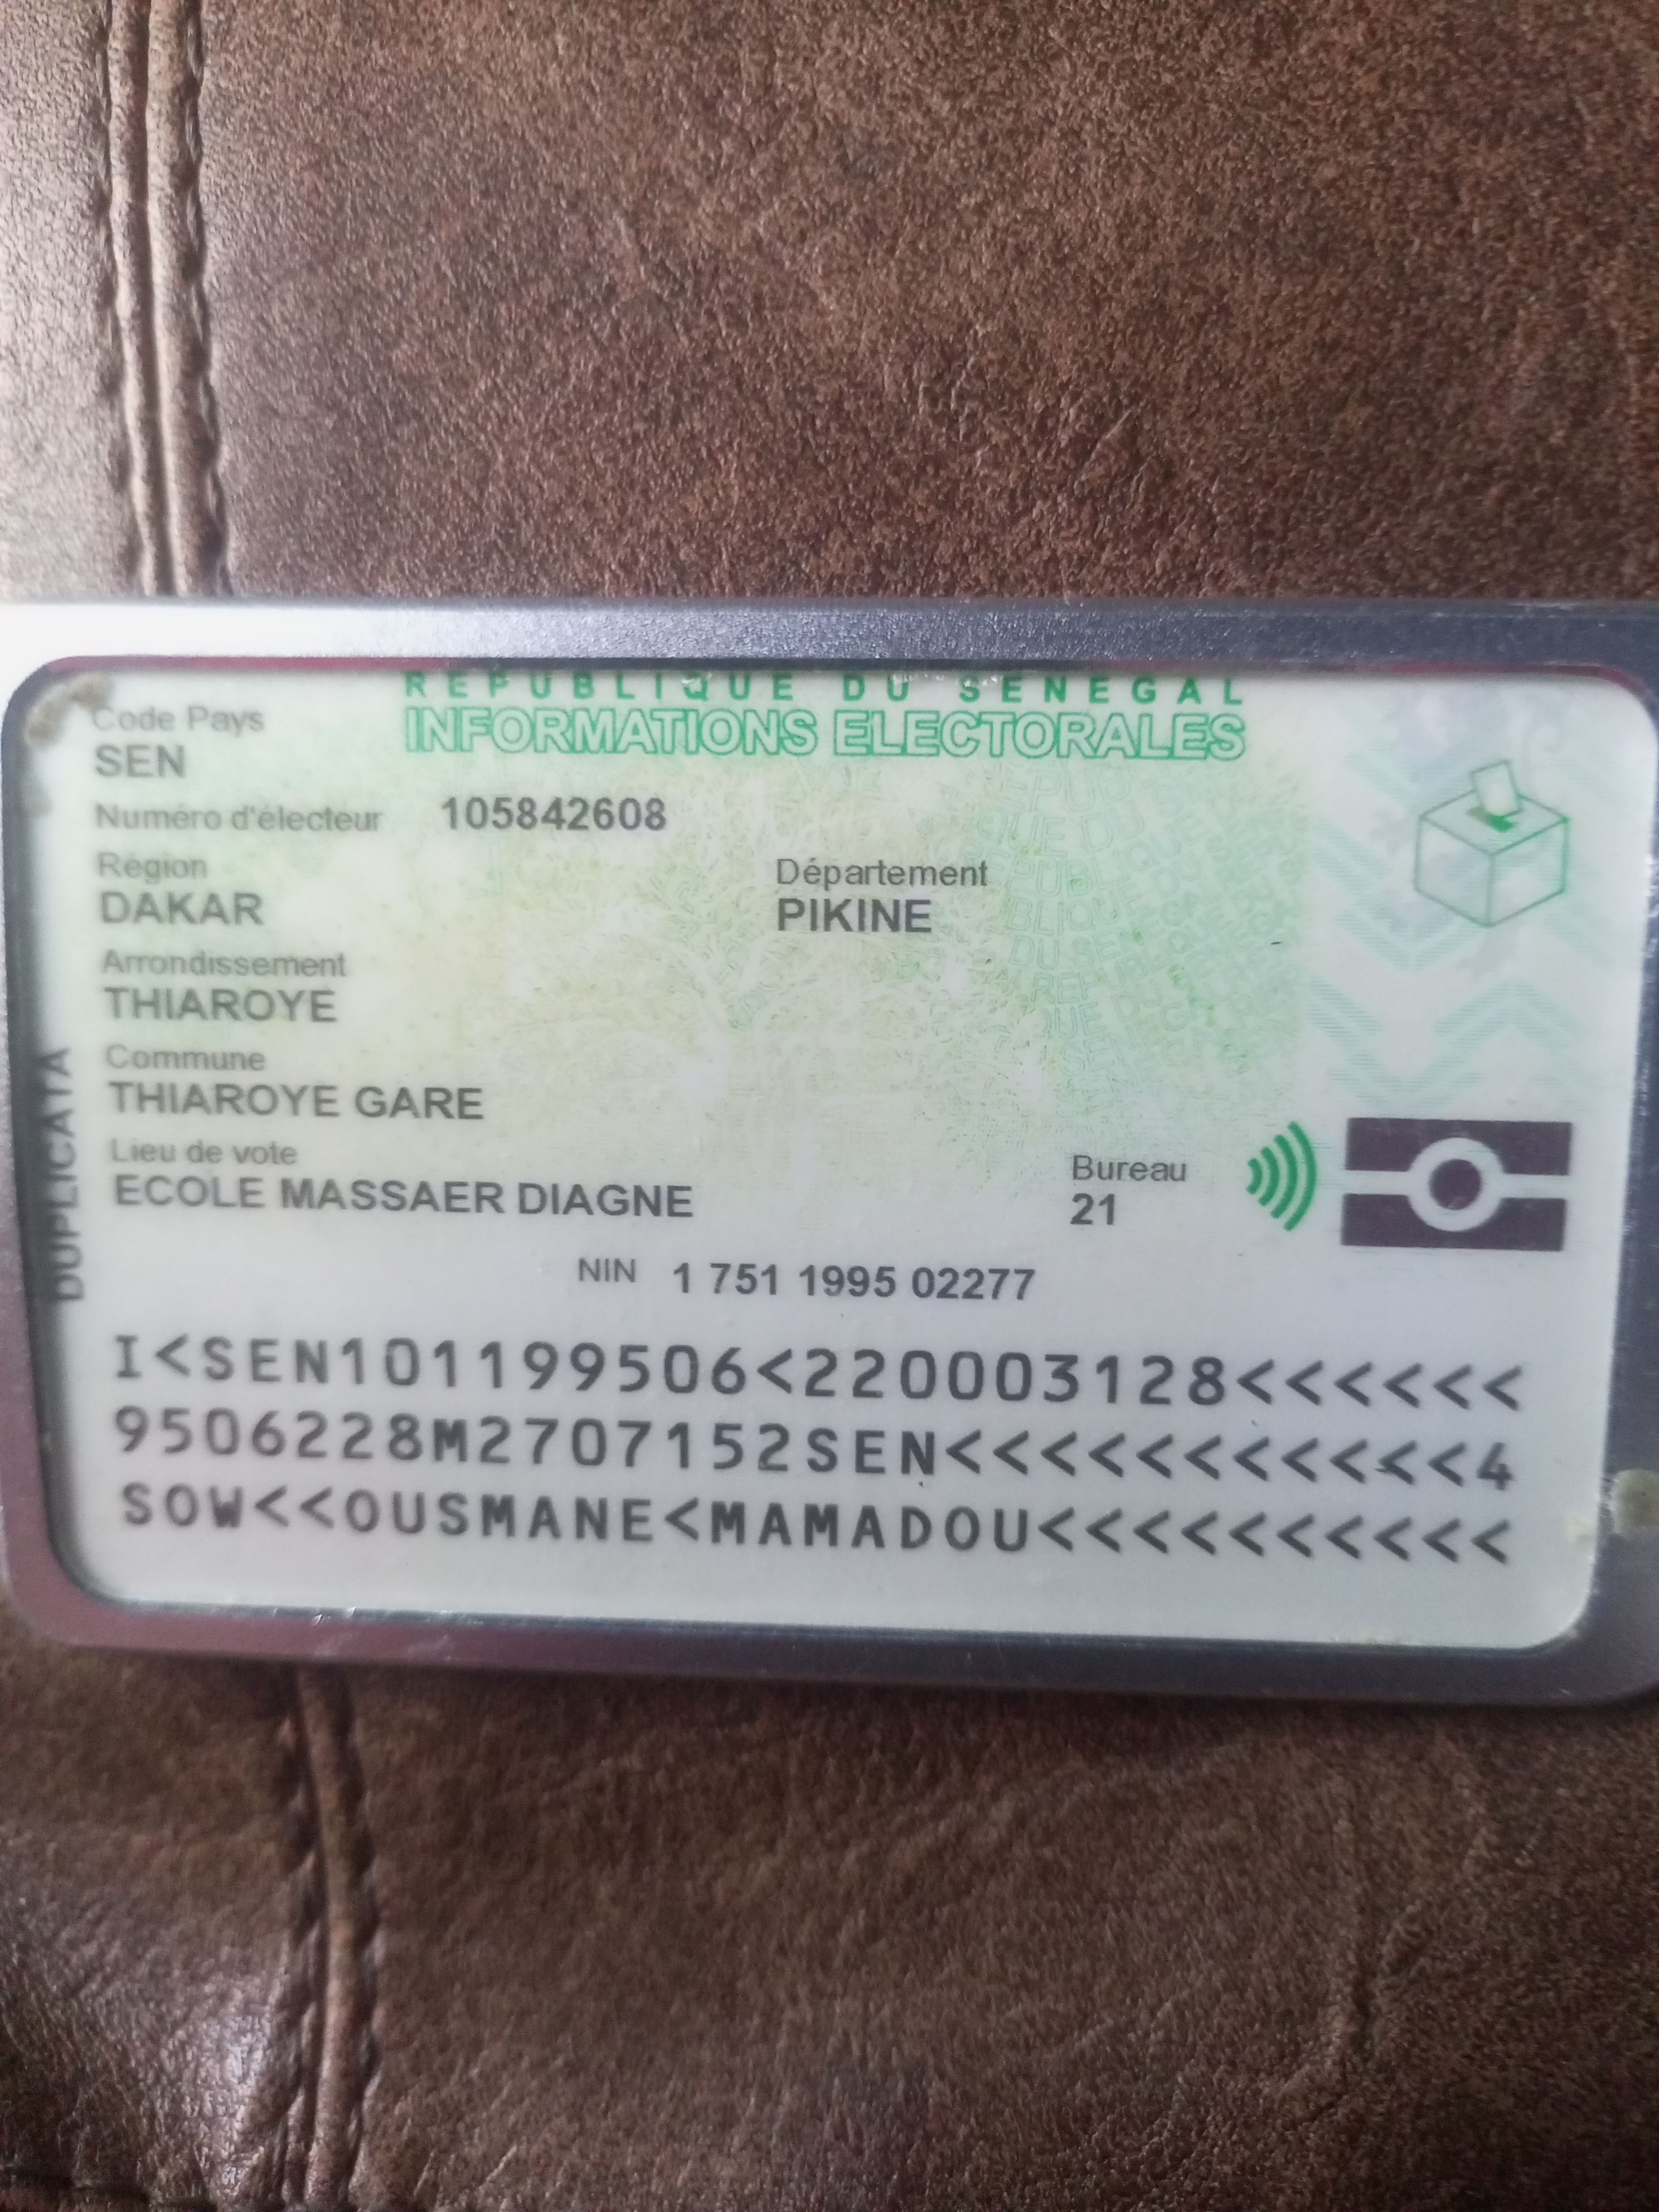 REPUBLIQUE DU SENEGAL
INFORMATIONS ELECTORALES
Code Pays
SEN
Numéro d'électeur 105842608
Région
DAKAR
Département
PIKINE
Arrondissement
THIAROYE
Commune
THIAROYE GARE
Lieu de vote
ECOLE MASSAER DIAGNE
Bureau
21
DUPLICATA
NIN 1 751 1995 02277
I<SEN101199506<220003128<<<<<<
9506228M2707152SEN<<<<<<<<<<<4
SOW<<OUSMANE<MAMADOU<<<<<<<<<<